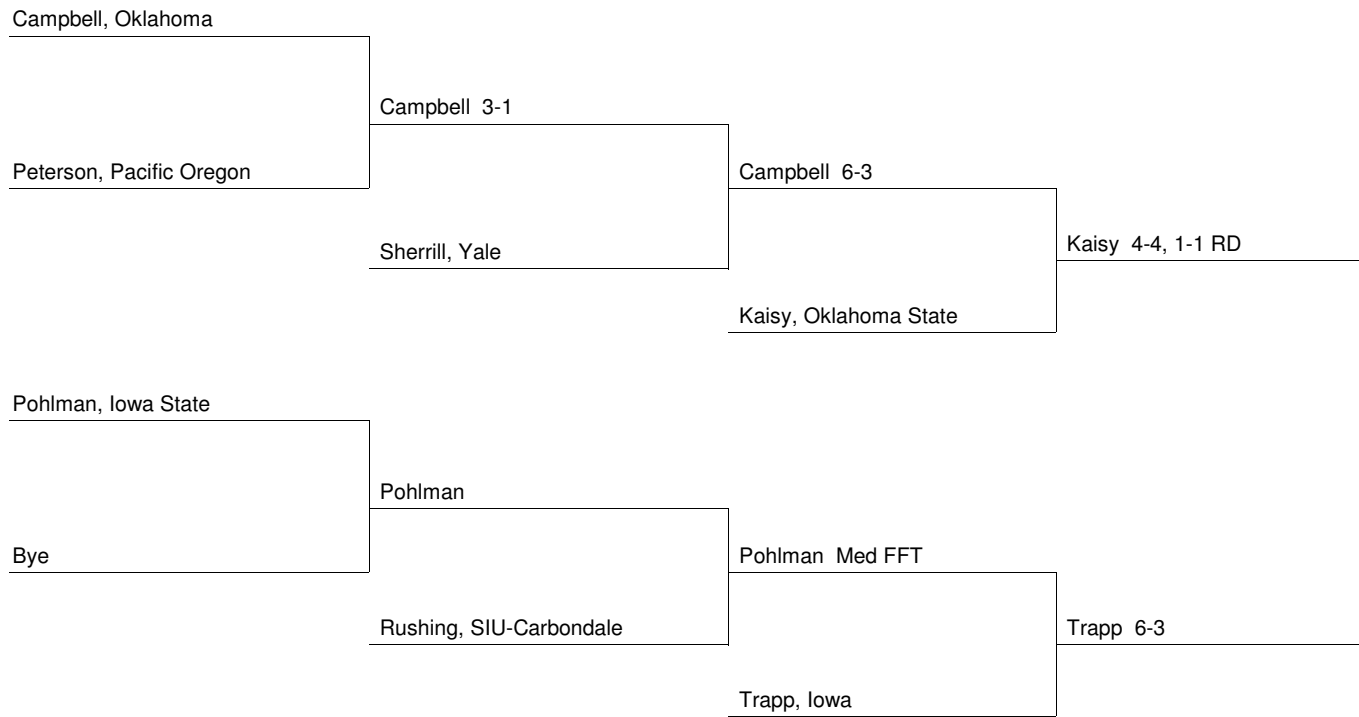 Campbell, Oklahoma
Campbell  3-1
Peterson, Pacific Oregon
Campbell  6-3
Kaisy  4-4, 1-1 RD
Sherrill, Yale
Kaisy, Oklahoma State
Pohlman, Iowa State
Pohlman
Bye
Pohlman  Med FFT
Rushing, SIU-Carbondale
Trapp  6-3
Trapp, Iowa